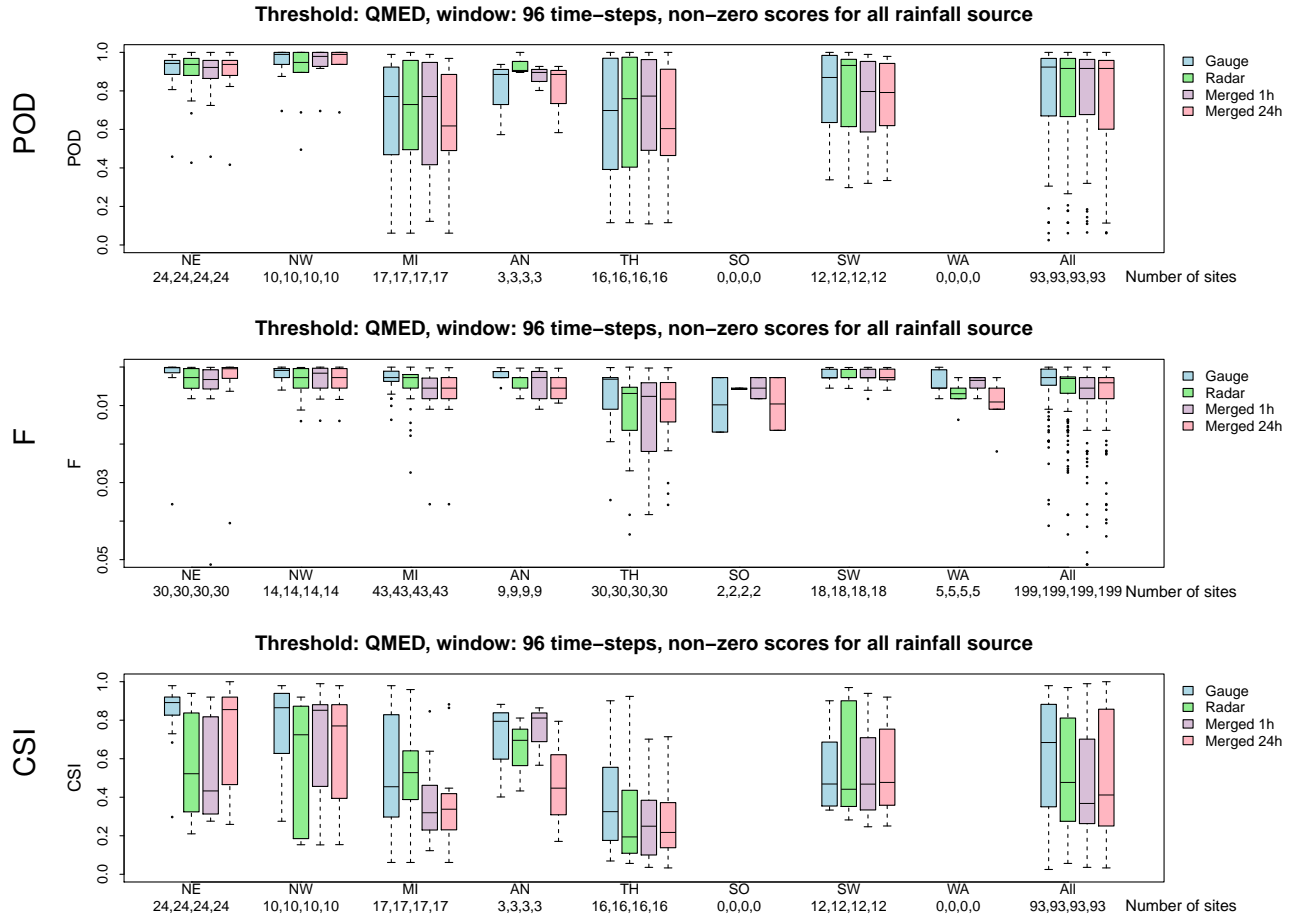 Threshold: QMED, window: 96 time−steps, non−zero scores for all rainfall source
POD
POD
1.0
0.8
0.6
0.4
0.2
0.0
Gauge
Radar
Merged 1h
Merged 24h
NE NW MI AN TH SO SW WA All
24,24,24,24 10,10,10,10 17,17,17,17 3,3,3,3 16,16,16,16 0,0,0,0 12,12,12,12 0,0,0,0 93,93,93,93 Number of sites
Threshold: QMED, window: 96 time−steps, non−zero scores for all rainfall source
F
F
0.01
0.03
0.05
Gauge
Radar
Merged 1h
Merged 24h
NE NW MI AN TH SO SW WA All
30,30,30,30 14,14,14,14 43,43,43,43 9,9,9,9 30,30,30,30 2,2,2,2 18,18,18,18 5,5,5,5 199,199,199,199 Number of sites
Threshold: QMED, window: 96 time−steps, non−zero scores for all rainfall source
CSI
CSI
1.0
0.8
0.6
0.4
0.2
0.0
Gauge
Radar
Merged 1h
Merged 24h
NE NW MI AN TH SO SW WA All
24,24,24,24 10,10,10,10 17,17,17,17 3,3,3,3 16,16,16,16 0,0,0,0 12,12,12,12 0,0,0,0 93,93,93,93 Number of sites